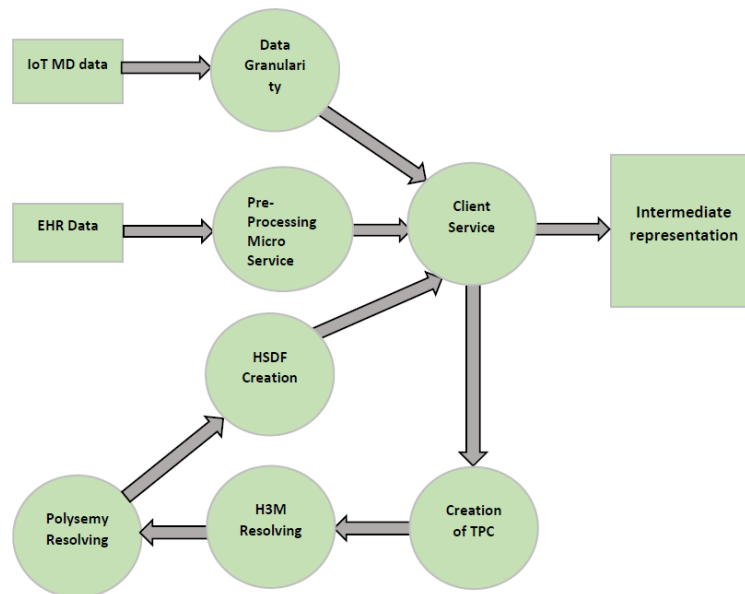 IoT MD data
Data
Granulari
ty
EHR Data
Pre-
Processing
Micro
Service
Client
Service
Intermediate
representation
HSDF
Creation
Polysemy
Resolving
H3M
Resolving
Creation
of TPC